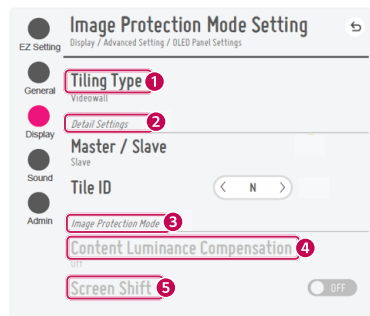 Image Protection Mode Setting
Display / Advanced Setting / OLED Panel Settings
EZ Setting
General
Display
Sound
Admin
Tiling Type 1
Videowall
Detail Settings 2
Master / Slave
Slave
Tile ID
< N >
Image Protection Mode 3
Content Luminance Compensation 4
Off
Screen Shift 5
OFF